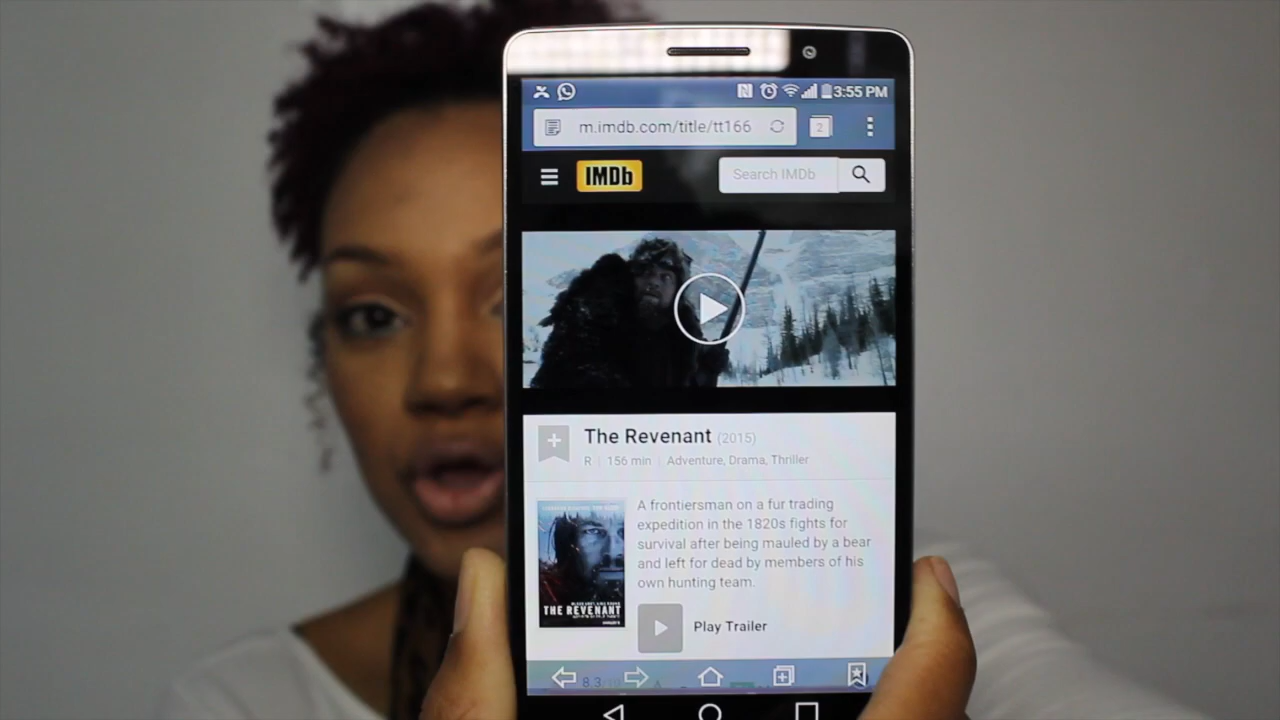 3:55 PM
m.imdb.com/title/tt166
2
IMDb
Search IMDb
The Revenant (2015)
R | 156 min | Adventure, Drama, Thriller
A frontiersman on a fur trading
expedition in the 1820s fights for
survival after being mauled by a bear
and left for dead by members of his
own hunting team.
THE REVENANT
Play Trailer
8.3